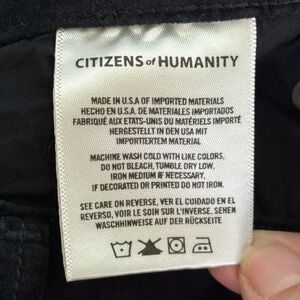 CITIZENS of HUMANITY
MADE IN U.S.A OF IMPORTED MATERIALS
HECHO EN U.S.A. DE MATERIALES IMPORTADOS
FABRIQUÉ AUX ETATS-UNIS DU MATÉRIELS IMPORTÉ
HERGESTELLT IN DEN USA MIT
IMPORTIERTEM MATERIAL
MACHINE WASH COLD WITH LIKE COLORS,
DO NOT BLEACH, TUMBLE DRY LOW,
IRON MEDIUM IF NECESSARY,
IF DECORATED OR PRINTED DO NOT IRON.
SEE CARE ON REVERSE, VER EL CUIDADO EN EL
REVERSO, VOIR LE SOIN SUR L'INVERSE, SEHEN
WASCHHINWEISE AUF DER RÜCKSEITE